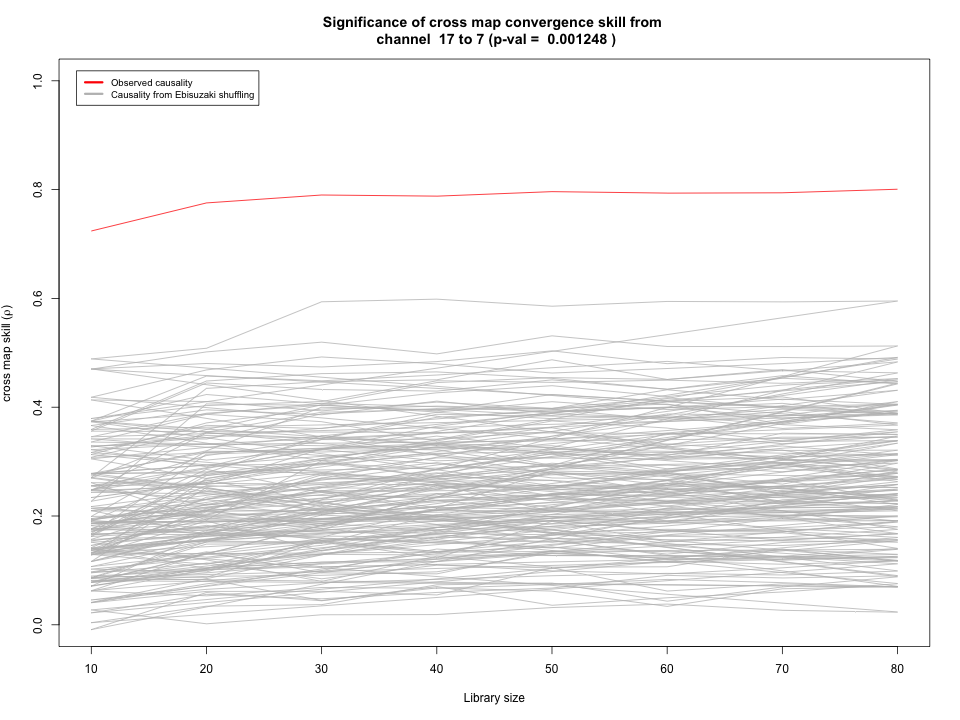 Significance of cross map convergence skill from
channel  17 to 7 (p-val =  0.001248 )
Observed causality
Causality from Ebisuzaki shuffling
1.0
0.8
0.6
0.4
0.2
0.0
cross map skill (ρ)
10 20 30 40 50 60 70 80
Library size